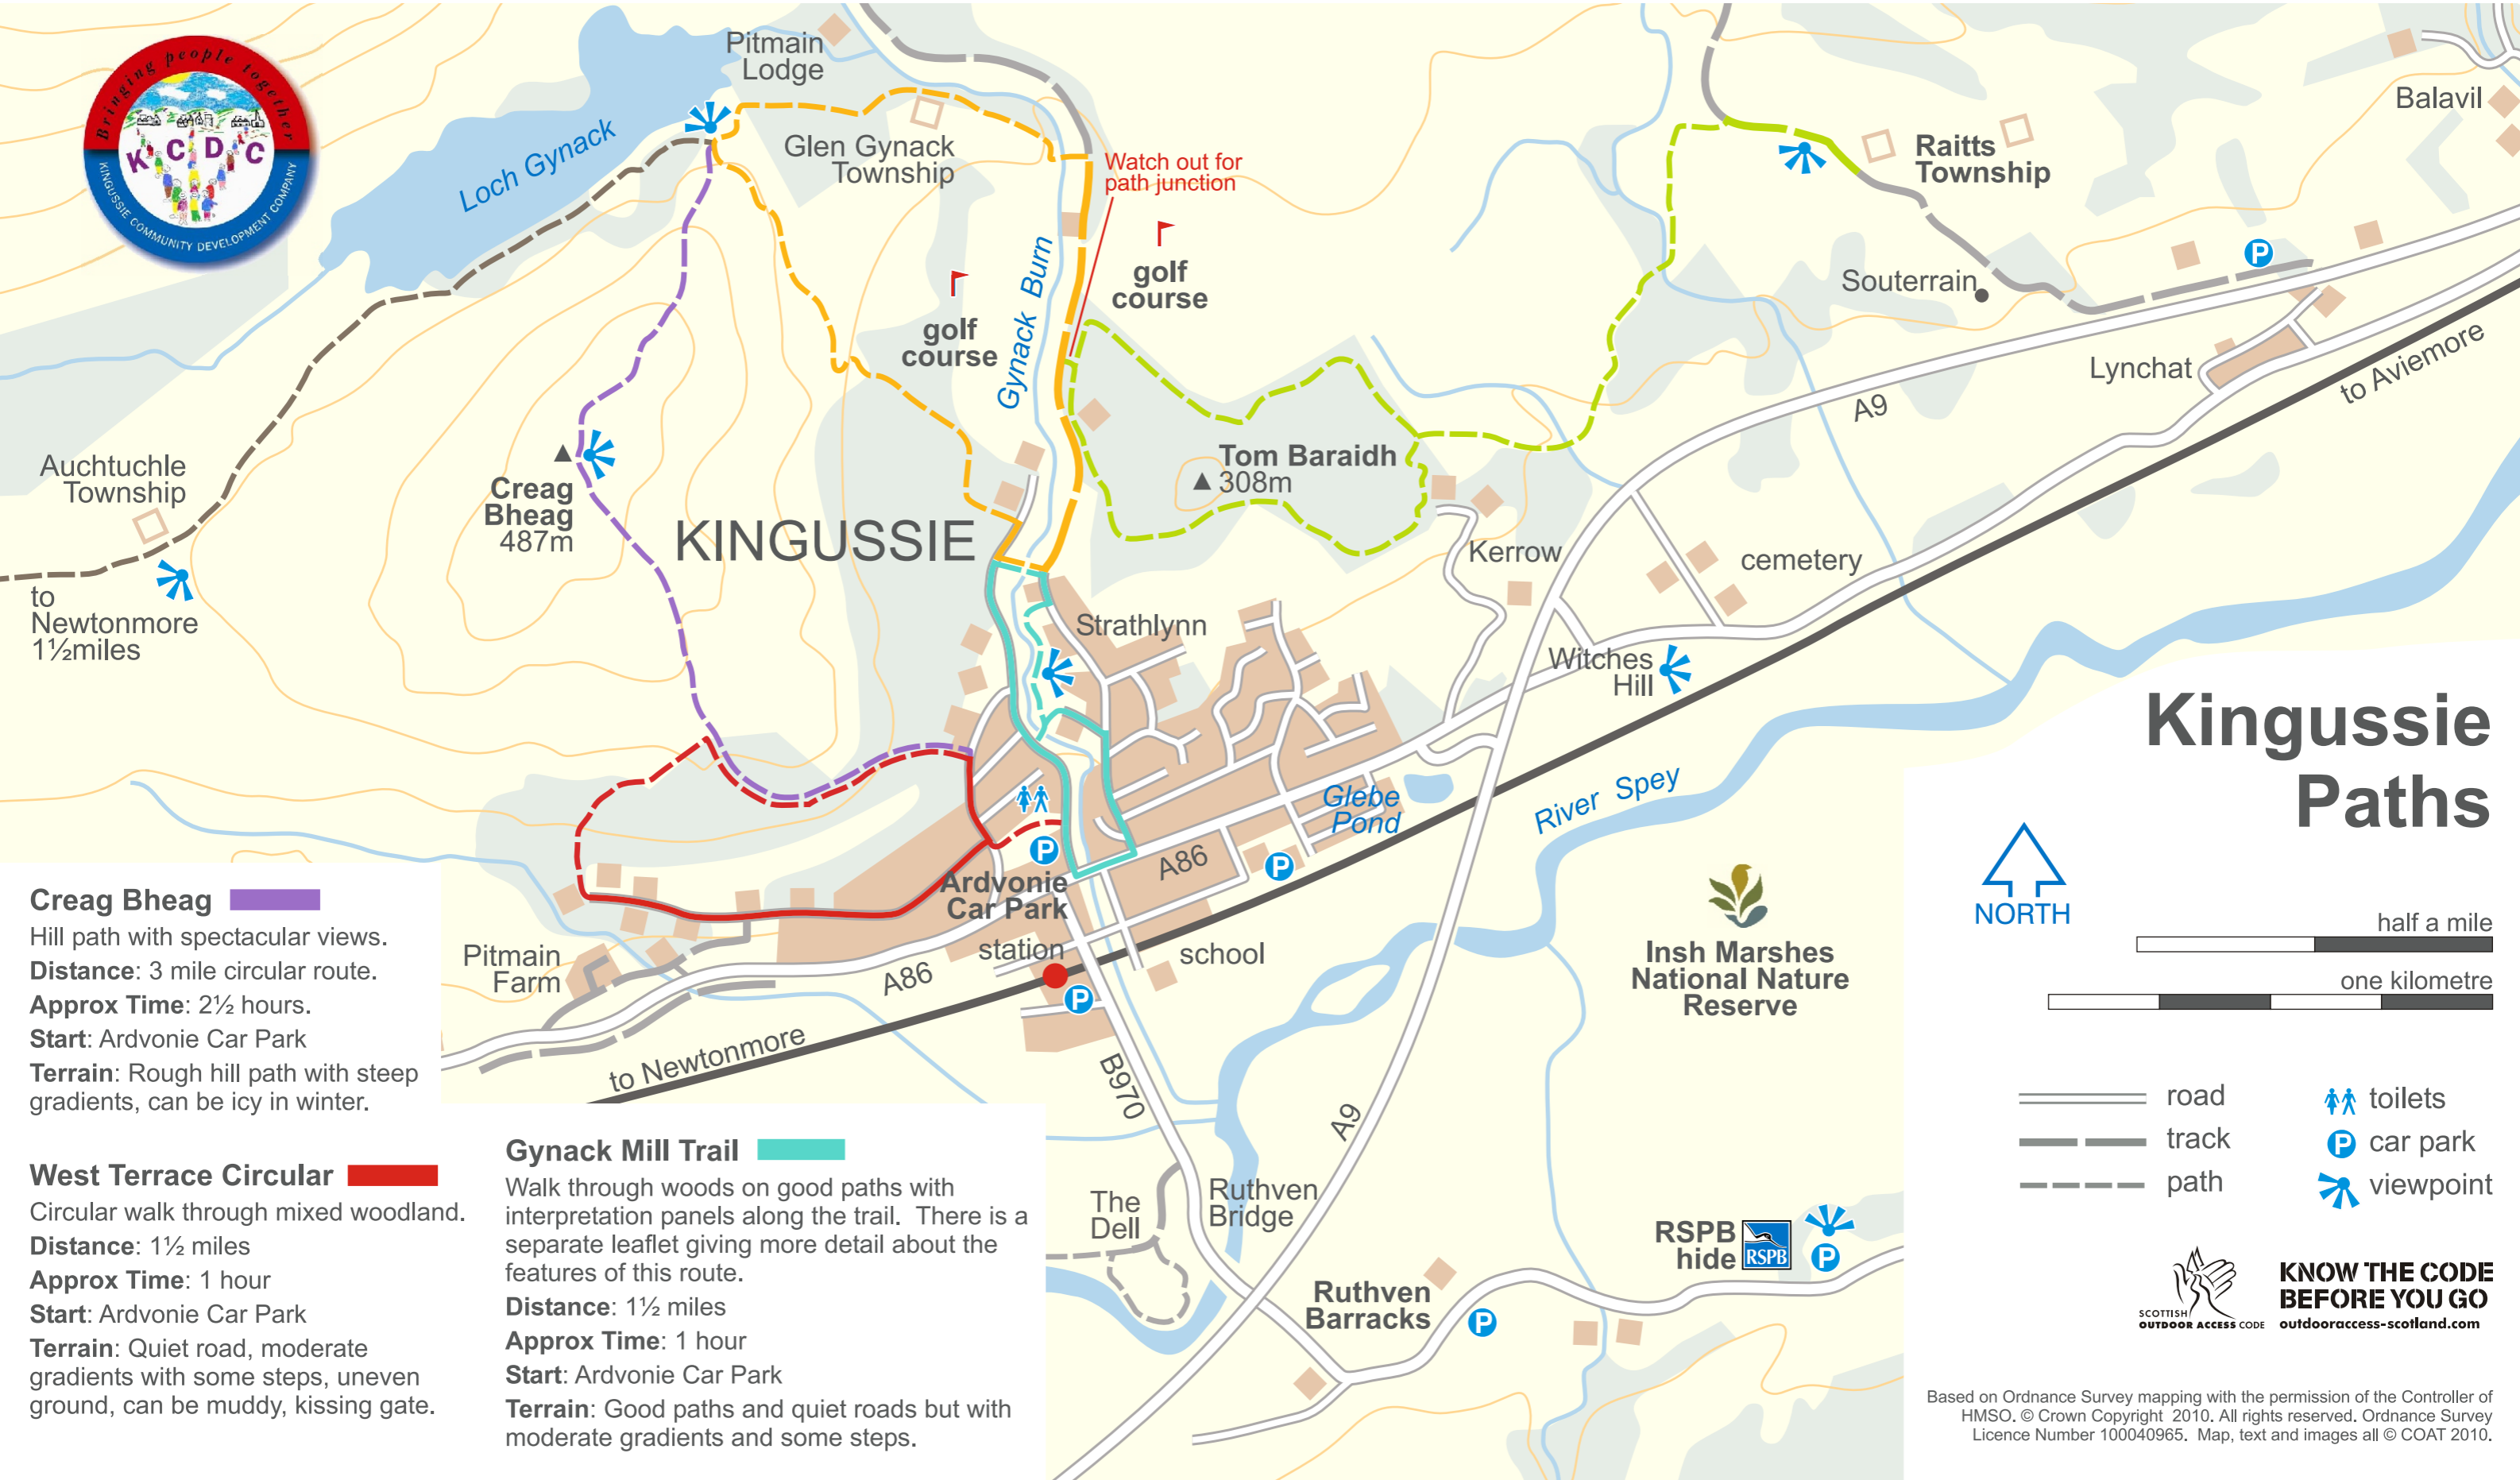 Bringing people together
K C D C
KINGUSSIE COMMUNITY DEVELOPMENT COMPANY
Pitmain
Lodge
Loch Gynack
Glen Gynack
Township
Watch out for
path junction
golf
course
golf
course
Gynack Burn
Raitts
Township
Balavil
Souterrain
P
Lynchat
to Aviemore
A9
Auchtuchle
Township
to
Newtonmore
1½miles
Creag
Bheag
487m
KINGUSSIE
Tom Baraidh
308m
Kerrow
cemetery
Strathlynn
Witches
Hill
Glebe
Pond
River Spey
P
Ardvonie
Car Park
A86
P
station
school
P
Pitmain
Farm
A86
to Newtonmore
B970
A9
The
Dell
Ruthven
Bridge
Ruthven
Barracks
P
RSPB
hide
RSPB
P
Insh Marshes
National Nature
Reserve
Kingussie
Paths
NORTH
half a mile
one kilometre
road
track
path
toilets
P car park
viewpoint
SCOTTISH
OUTDOOR ACCESS CODE
KNOW THE CODE
BEFORE YOU GO
outdooraccess-scotland.com
Based on Ordnance Survey mapping with the permission of the Controller of
HMSO. © Crown Copyright 2010. All rights reserved. Ordnance Survey
Licence Number 100040965. Map, text and images all © COAT 2010.
Creag Bheag
Hill path with spectacular views.
Distance: 3 mile circular route.
Approx Time: 2½ hours.
Start: Ardvonie Car Park
Terrain: Rough hill path with steep
gradients, can be icy in winter.
West Terrace Circular
Circular walk through mixed woodland.
Distance: 1½ miles
Approx Time: 1 hour
Start: Ardvonie Car Park
Terrain: Quiet road, moderate
gradients with some steps, uneven
ground, can be muddy, kissing gate.
Gynack Mill Trail
Walk through woods on good paths with
interpretation panels along the trail. There is a
separate leaflet giving more detail about the
features of this route.
Distance: 1½ miles
Approx Time: 1 hour
Start: Ardvonie Car Park
Terrain: Good paths and quiet roads but with
moderate gradients and some steps.